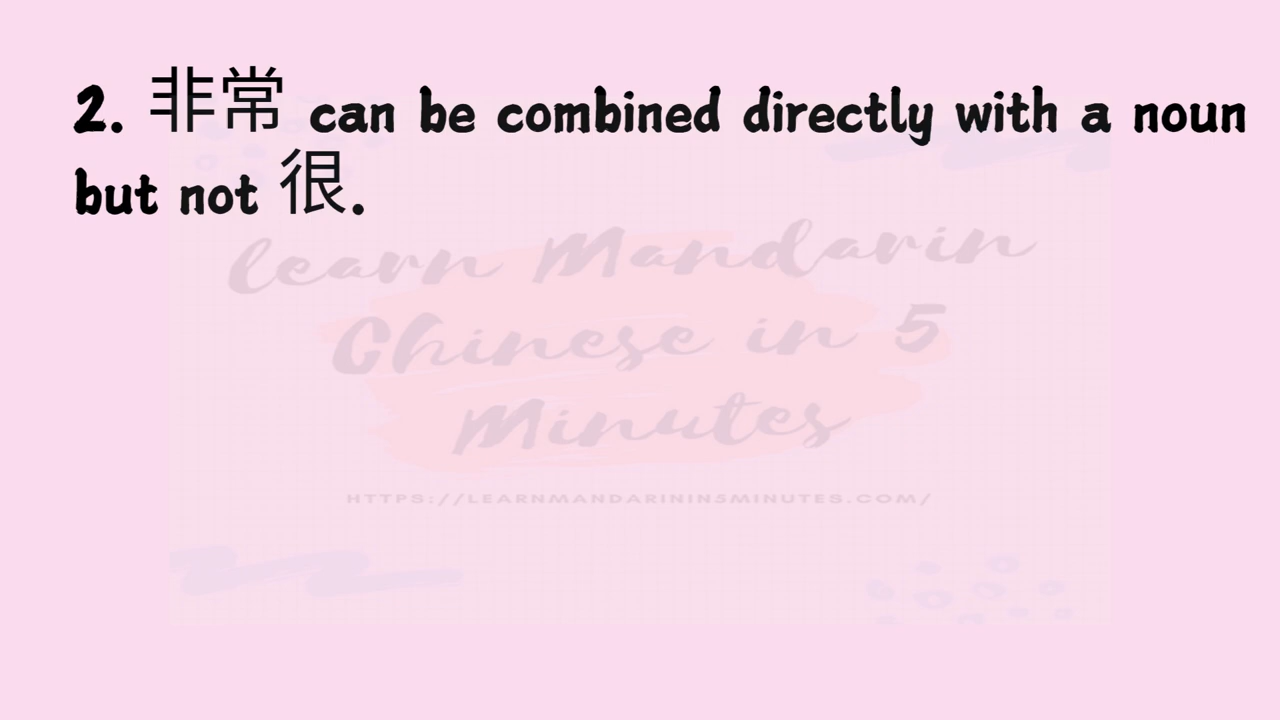 2. 非常 can be combined directly with a noun
but not 很.
Learn Mandarin
Chinese in 5
Minutes
HTTPS://LEARNMANDARININ5MINUTES.COM/